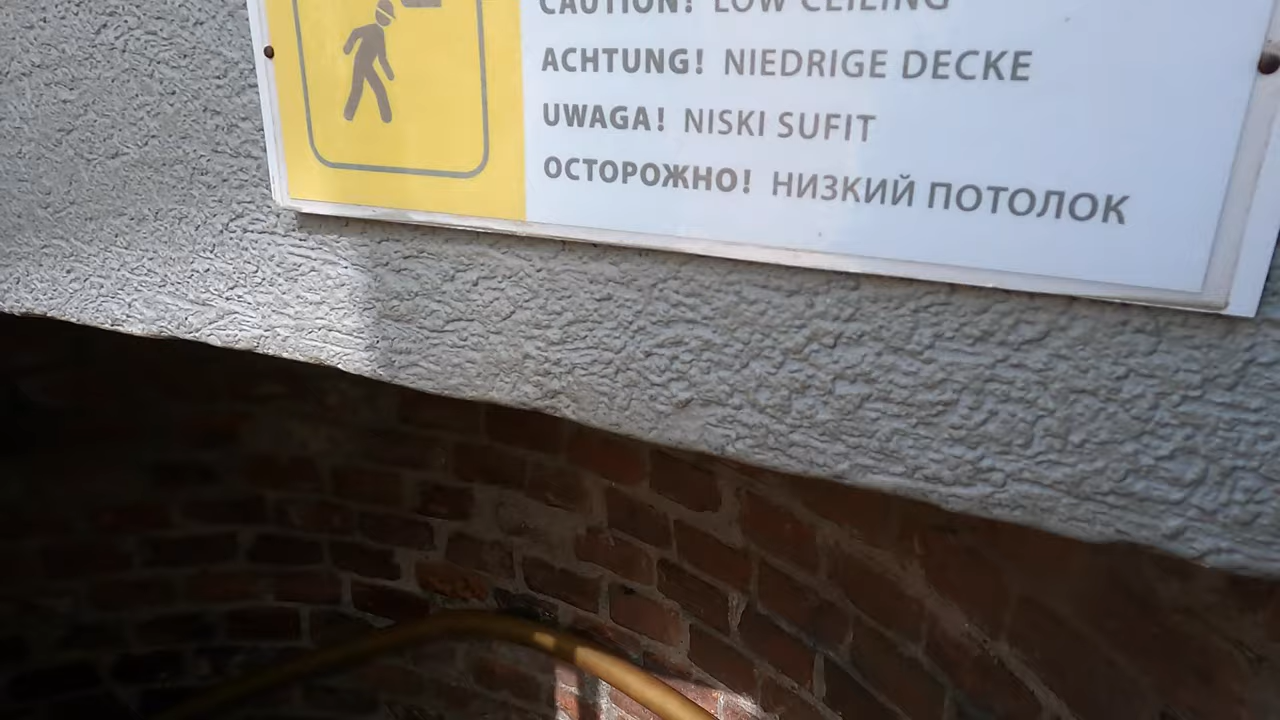 CAUTION! LOW CEILING
ACHTUNG! NIEDRIGE DECKE
UWAGA! NISKI SUFIT
ОСТОРОЖНО! НИЗКИЙ ПОТОЛОК